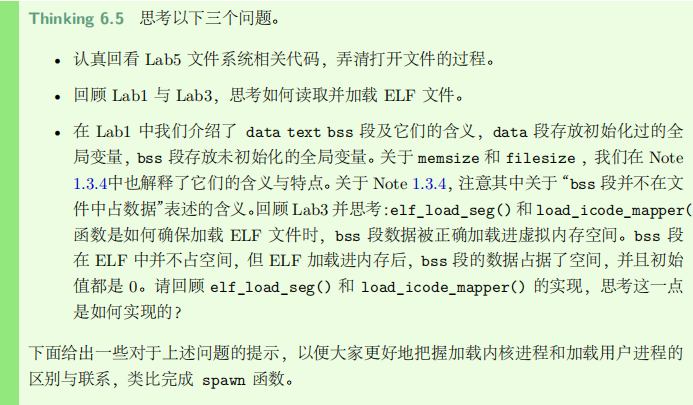 Thinking 6.5 思考以下三个问题。
• 认真回看 Lab5 文件系统相关代码，弄清打开文件的过程。
• 回顾 Lab1 与 Lab3，思考如何读取并加载 ELF 文件。
• 在 Lab1 中我们介绍了 data text bss 段及它们的含义，data 段存放初始化过的全
局变量，bss 段存放未初始化的全局变量。关于 memsize 和 filesize ，我们在 Note
1.3.4中也解释了它们的含义与特点。关于 Note 1.3.4，注意其中关于“bss 段并不在文
件中占数据”表述的含义。回顾 Lab3 并思考:elf_load_seg() 和 load_icode_mapper(
函数是如何确保加载 ELF 文件时，bss 段数据被正确加载进虚拟内存空间。bss 段
在 ELF 中并不占空间，但 ELF 加载进内存后，bss 段的数据占据了空间，并且初始
值都是 0。请回顾 elf_load_seg() 和 load_icode_mapper() 的实现，思考这一点
是如何实现的？
下面给出一些对于上述问题的提示，以便大家更好地把握加载内核进程和加载用户进程的
区别与联系，类比完成 spawn 函数。